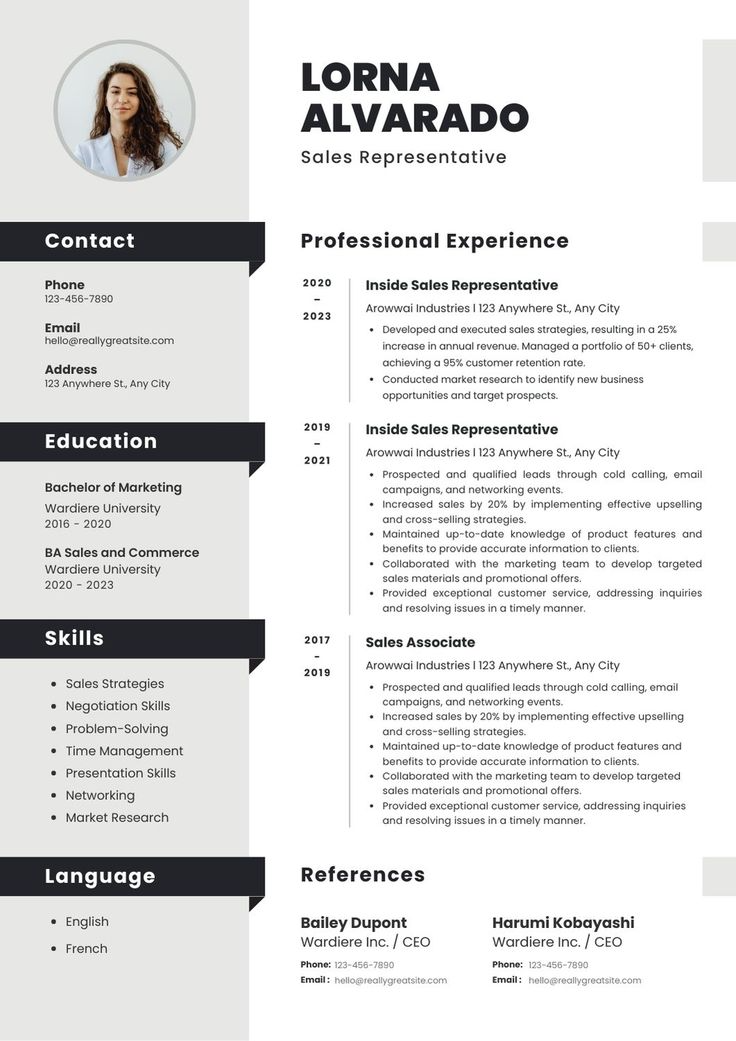 LORNA
ALVARADO
Sales Representative
Contact
Phone
123-456-7890
Email
hello@reallygreatsite.com
Address
123 Anywhere St., Any City
Education
Bachelor of Marketing
Wardiere University
2016 - 2020
BA Sales and Commerce
Wardiere University
2020 - 2023
Skills
• Sales Strategies
• Negotiation Skills
• Problem-Solving
• Time Management
• Presentation Skills
• Networking
• Market Research
Language
• English
• French
Professional Experience
2020
–
2023
Inside Sales Representative
Arowwai Industries l 123 Anywhere St., Any City
• Developed and executed sales strategies, resulting in a 25%
increase in annual revenue. Managed a portfolio of 50+ clients,
achieving a 95% customer retention rate.
• Conducted market research to identify new business
opportunities and target prospects.
2019
–
2021
Inside Sales Representative
Arowwai Industries l 123 Anywhere St., Any City
• Prospected and qualified leads through cold calling, email
campaigns, and networking events.
• Increased sales by 20% by implementing effective upselling
and cross-selling strategies.
• Maintained up-to-date knowledge of product features and
benefits to provide accurate information to clients.
• Collaborated with the marketing team to develop targeted
sales materials and promotional offers.
• Provided exceptional customer service, addressing inquiries
and resolving issues in a timely manner.
2017
–
2019
Sales Associate
Arowwai Industries l 123 Anywhere St., Any City
• Prospected and qualified leads through cold calling, email
campaigns, and networking events.
• Increased sales by 20% by implementing effective upselling
and cross-selling strategies.
• Maintained up-to-date knowledge of product features and
benefits to provide accurate information to clients.
• Collaborated with the marketing team to develop targeted
sales materials and promotional offers.
• Provided exceptional customer service, addressing inquiries
and resolving issues in a timely manner.
References
Bailey Dupont
Wardiere Inc. / CEO
Phone: 123-456-7890
Email : hello@reallygreatsite.com
Harumi Kobayashi
Wardiere Inc. / CEO
Phone: 123-456-7890
Email : hello@reallygreatsite.com